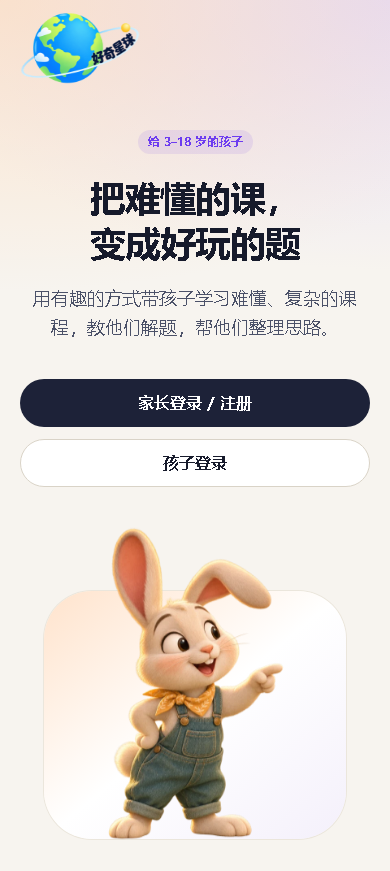 好奇星球
给 3–18 岁的孩子
把难懂的课，
变成好玩的题
用有趣的方式带孩子学习难懂、复杂的课
程，教他们解题，帮他们整理思路。
家长登录 / 注册
孩子登录